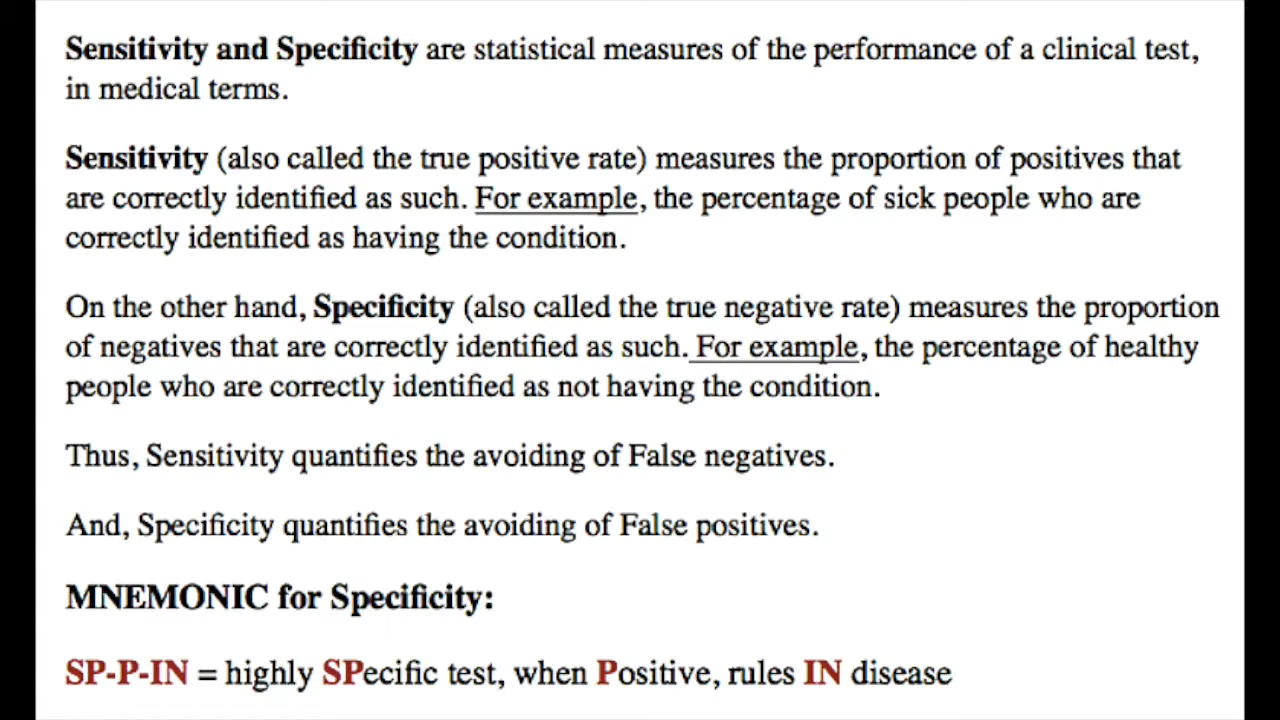 Sensitivity and Specificity are statistical measures of the performance of a clinical test,
in medical terms.
Sensitivity (also called the true positive rate) measures the proportion of positives that
are correctly identified as such. For example, the percentage of sick people who are
correctly identified as having the condition.
On the other hand, Specificity (also called the true negative rate) measures the proportion
of negatives that are correctly identified as such. For example, the percentage of healthy
people who are correctly identified as not having the condition.
Thus, Sensitivity quantifies the avoiding of False negatives.
And, Specificity quantifies the avoiding of False positives.
MNEMONIC for Specificity:
SP-P-IN = highly SPecific test, when Positive, rules IN disease